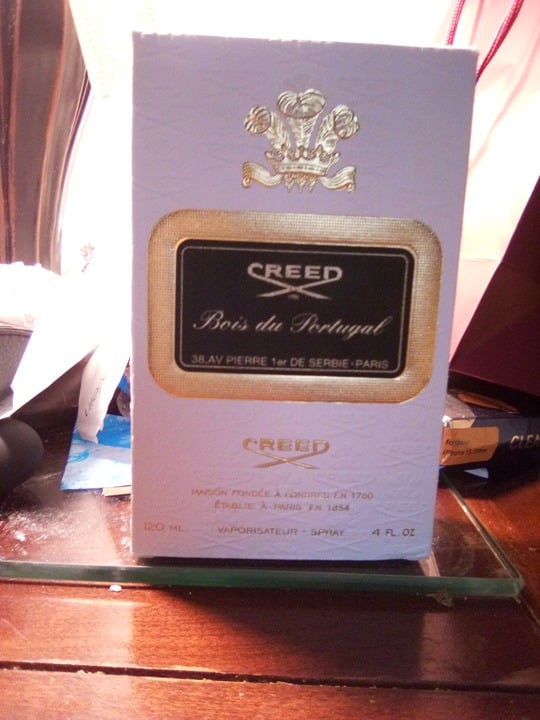 CREED
Bois du Portugal
38, AV PIERRE 1er DE SERBIE - PARIS
CREED
MAISON FONDÉE À LONDRES EN 1760
ÉTABLIE À PARIS EN 1854
120 ML. VAPORISATEUR - SPRAY 4 FL. OZ